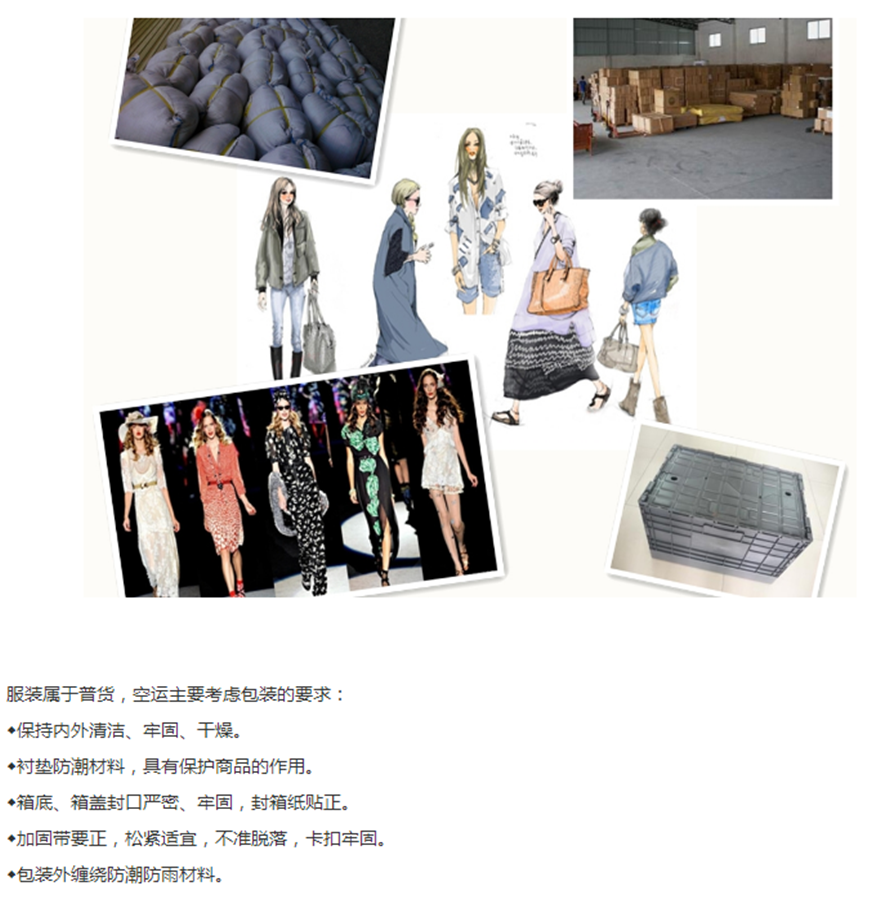 服装属于普货，空运主要考虑包装的要求：
◆保持内外清洁、牢固、干燥。
◆衬垫防潮材料，具有保护商品的作用。
◆箱底、箱盖封口严密、牢固，封箱纸贴正。
◆加固带要正，松紧适宜，不准脱落，卡扣牢固。
◆包装外缠绕防潮防雨材料。